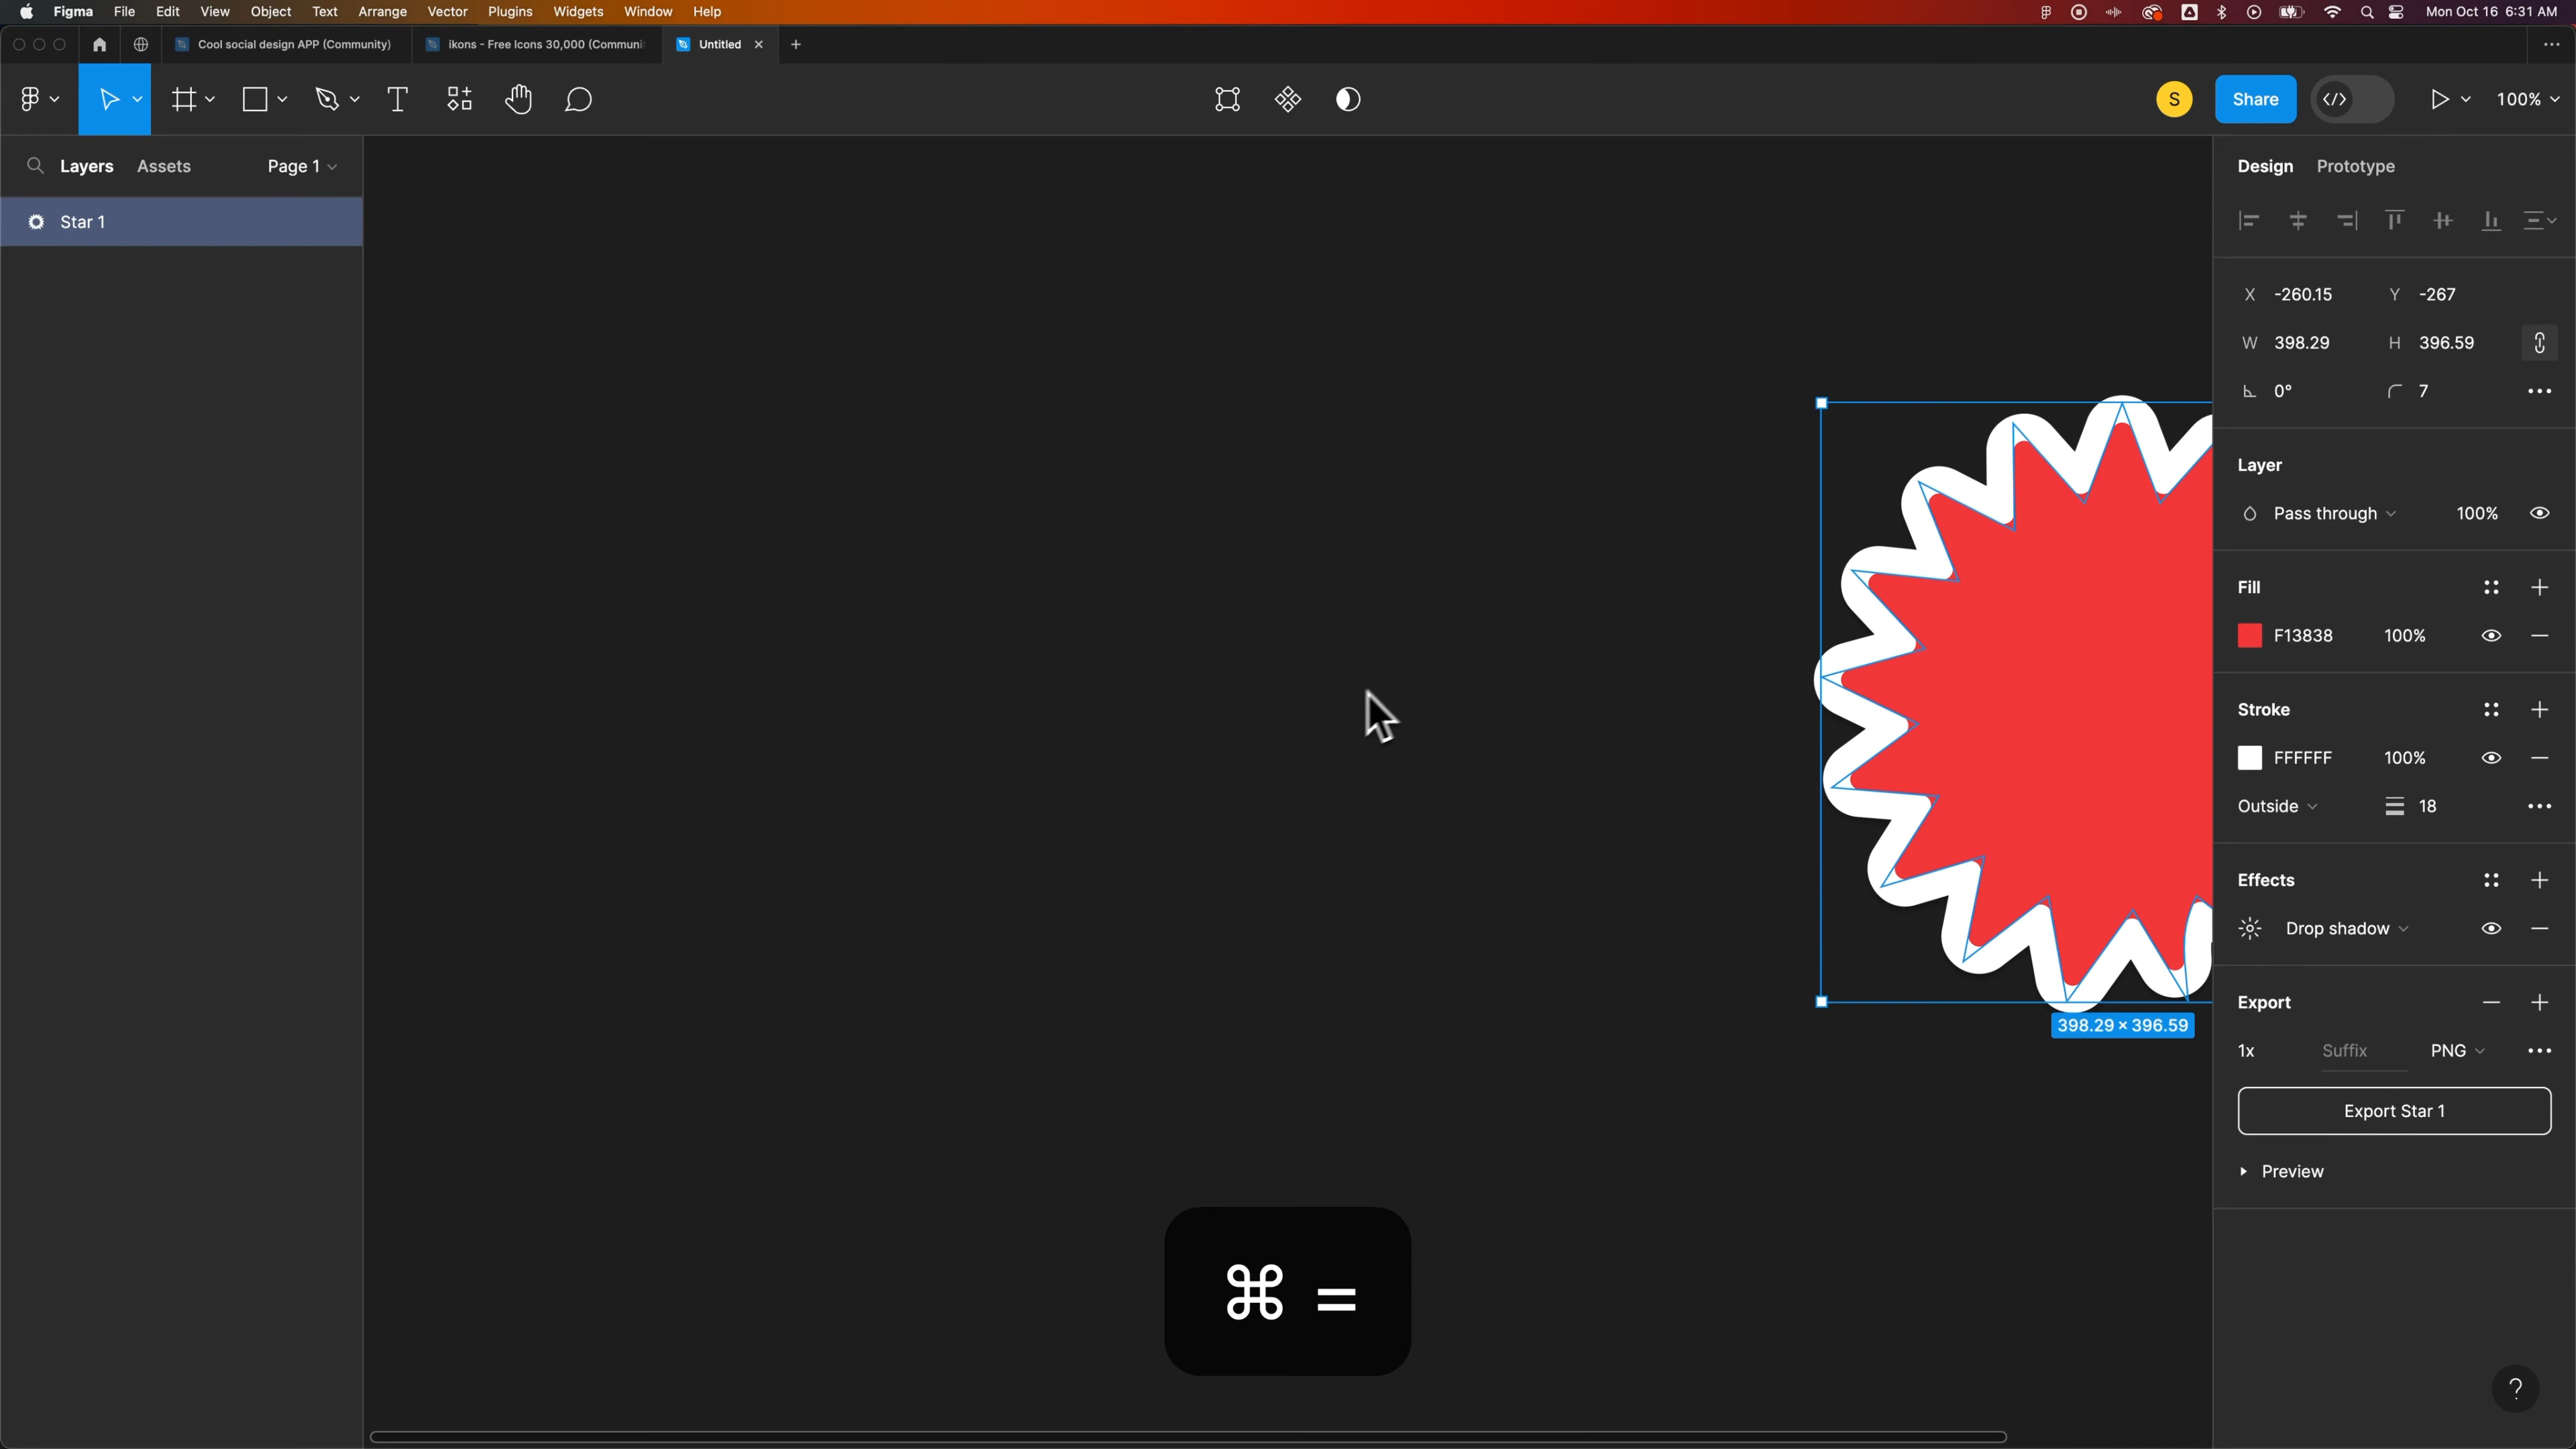 Figma File Edit View Object Text Arrange Vector Plugins Widgets Window Help Mon Oct 16 6:31 AM
Cool social design APP (Community) ikons - Free Icons 30,000 (Communi Untitled
S Share 100%
Layers Assets Page 1
Star 1
Design Prototype
X -260.15 Y -267
W 398.29 H 396.59
0° 7
Layer
Pass through 100%
Fill
F13838 100%
Stroke
FFFFFF 100%
Outside 18
Effects
Drop shadow
Export
398.29 × 396.59
1x Suffix PNG
Export Star 1
Preview
⌘ =
?